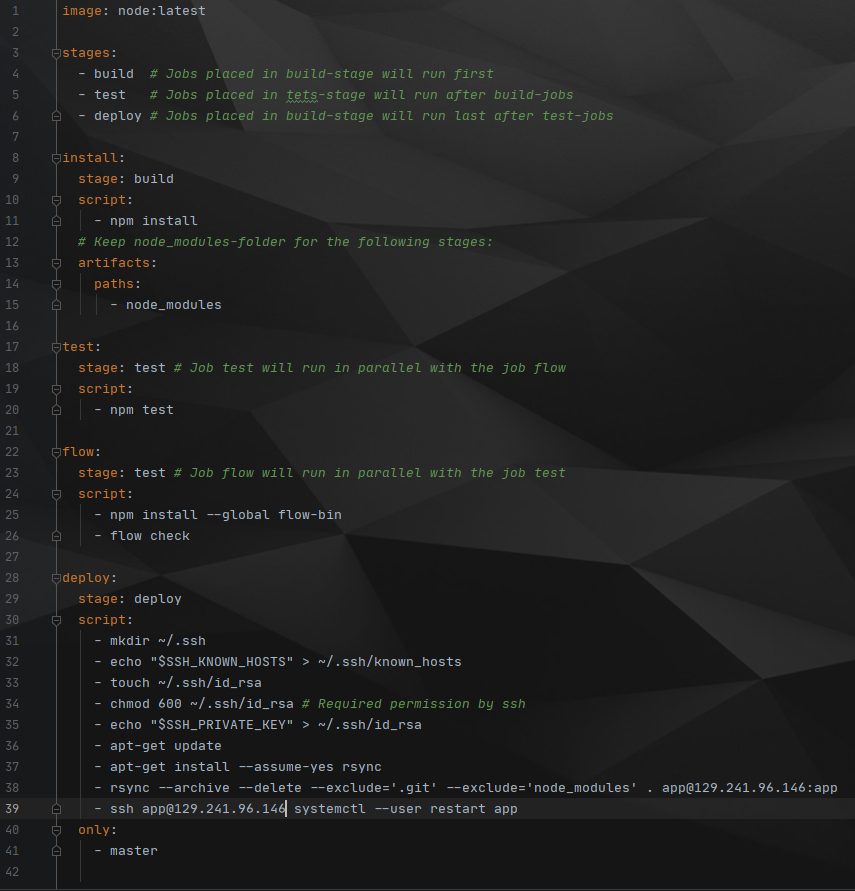 1 image: node:latest
2
3 stages:
4 - build # Jobs placed in build-stage will run first
5 - test # Jobs placed in tets-stage will run after build-jobs
6 - deploy # Jobs placed in build-stage will run last after test-jobs
7
8 install:
9 stage: build
10 script:
11 - npm install
12 # Keep node_modules-folder for the following stages:
13 artifacts:
14 paths:
15 - node_modules
16
17 test:
18 stage: test # Job test will run in parallel with the job flow
19 script:
20 - npm test
21
22 flow:
23 stage: test # Job flow will run in parallel with the job test
24 script:
25 - npm install --global flow-bin
26 - flow check
27
28 deploy:
29 stage: deploy
30 script:
31 - mkdir ~/.ssh
32 - echo "$SSH_KNOWN_HOSTS" > ~/.ssh/known_hosts
33 - touch ~/.ssh/id_rsa
34 - chmod 600 ~/.ssh/id_rsa # Required permission by ssh
35 - echo "$SSH_PRIVATE_KEY" > ~/.ssh/id_rsa
36 - apt-get update
37 - apt-get install --assume-yes rsync
38 - rsync --archive --delete --exclude='.git' --exclude='node_modules' . app@129.241.96.146:app
39 - ssh app@129.241.96.146 systemctl --user restart app
40 only:
41 - master
42